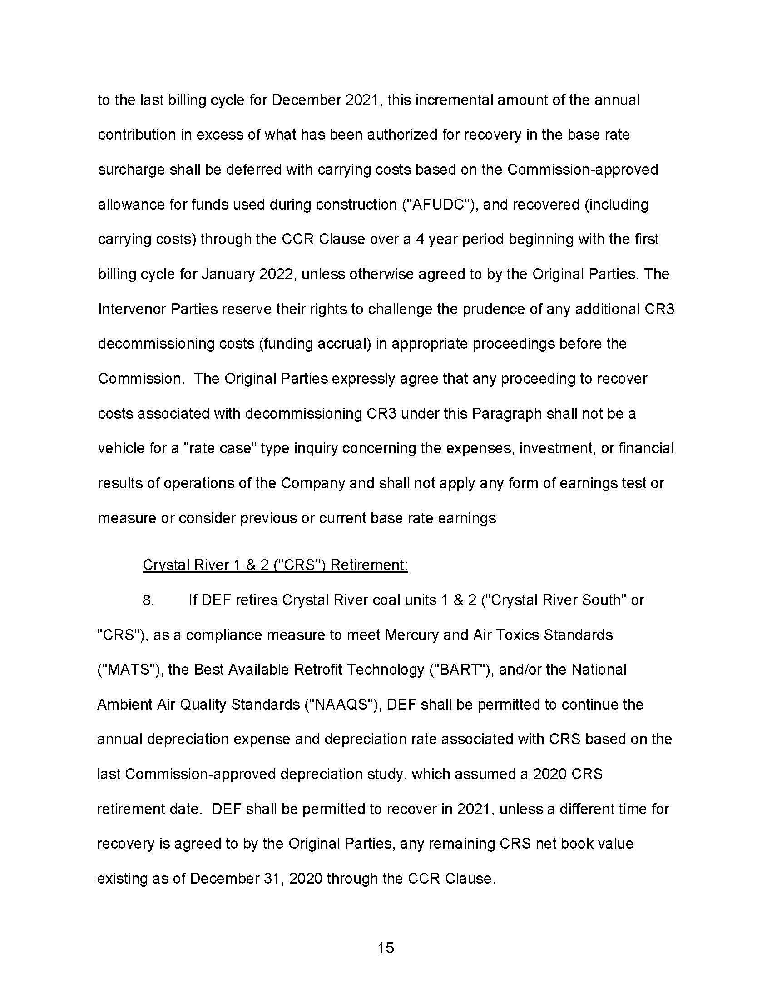 to the last billing cycle for December 2021, this incremental amount of the annual
contribution in excess of what has been authorized for recovery in the base rate
surcharge shall be deferred with carrying costs based on the Commission-approved
allowance for funds used during construction ("AFUDC"), and recovered (including
carrying costs) through the CCR Clause over a 4 year period beginning with the first
billing cycle for January 2022, unless otherwise agreed to by the Original Parties. The
Intervenor Parties reserve their rights to challenge the prudence of any additional CR3
decommissioning costs (funding accrual) in appropriate proceedings before the
Commission.  The Original Parties expressly agree that any proceeding to recover
costs associated with decommissioning CR3 under this Paragraph shall not be a
vehicle for a "rate case" type inquiry concerning the expenses, investment, or financial
results of operations of the Company and shall not apply any form of earnings test or
measure or consider previous or current base rate earnings
Crystal River 1 & 2 ("CRS") Retirement:
8. If DEF retires Crystal River coal units 1 & 2 ("Crystal River South" or
"CRS"), as a compliance measure to meet Mercury and Air Toxics Standards
("MATS"), the Best Available Retrofit Technology ("BART"), and/or the National
Ambient Air Quality Standards ("NAAQS"), DEF shall be permitted to continue the
annual depreciation expense and depreciation rate associated with CRS based on the
last Commission-approved depreciation study, which assumed a 2020 CRS
retirement date.  DEF shall be permitted to recover in 2021, unless a different time for
recovery is agreed to by the Original Parties, any remaining CRS net book value
existing as of December 31, 2020 through the CCR Clause.
15